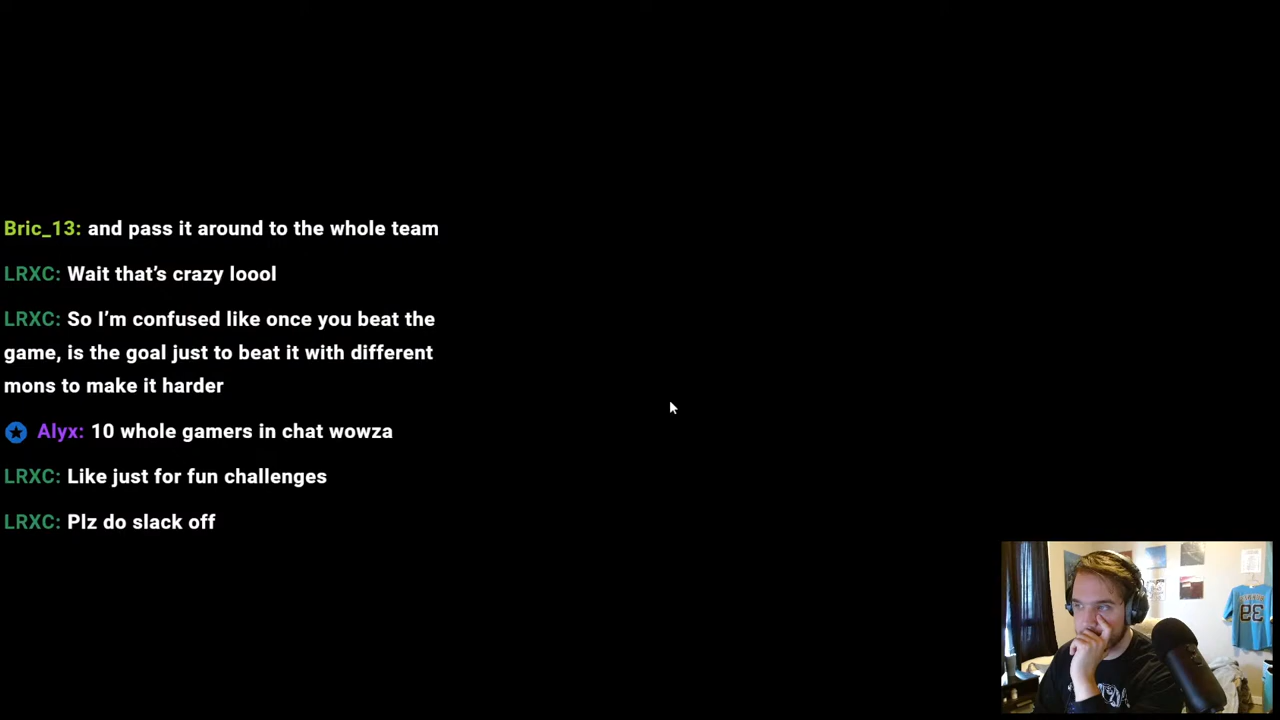 Bric_13: and pass it around to the whole team
LRXC: Wait that’s crazy loool
LRXC: So I’m confused like once you beat the
game, is the goal just to beat it with different
mons to make it harder
Alyx: 10 whole gamers in chat wowza
LRXC: Like just for fun challenges
LRXC: Plz do slack off